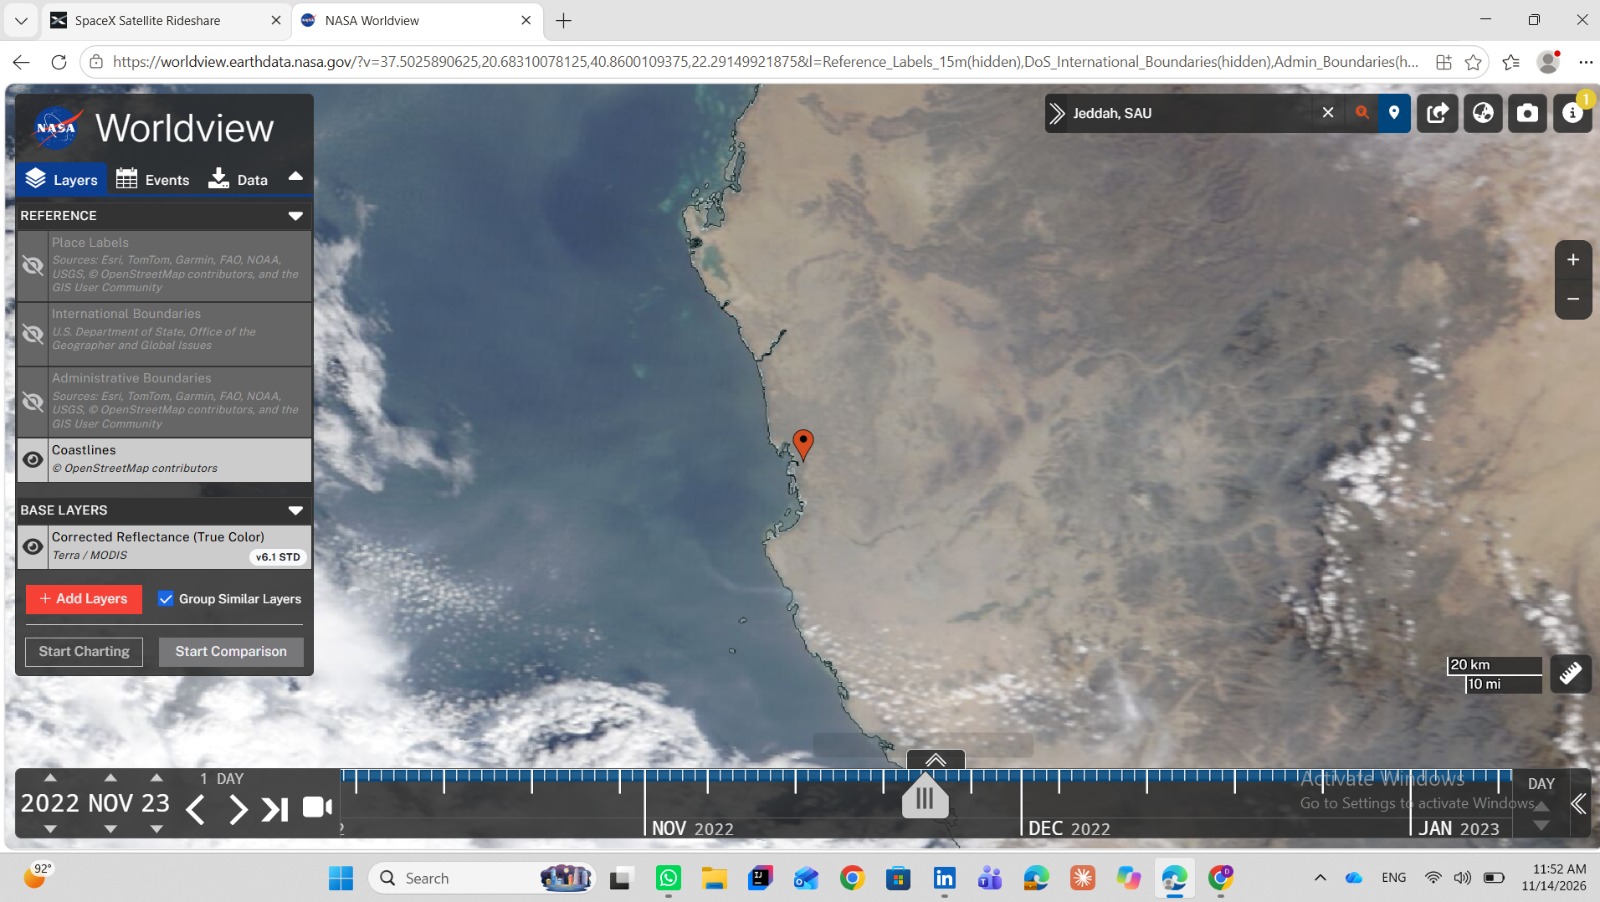 SpaceX Satellite Rideshare
NASA Worldview
https://worldview.earthdata.nasa.gov/?v=37.5025890625,20.68310078125,40.8600109375,22.29149921875&l=Reference_Labels_15m(hidden),DoS_International_Boundaries(hidden),Admin_Boundaries(h...
NASA Worldview
Layers Events Data
REFERENCE
Place Labels
Sources: Esri, TomTom, Garmin, FAO, NOAA,
USGS, © OpenStreetMap contributors, and the
GIS User Community
International Boundaries
U.S. Department of State, Office of the
Geographer and Global Issues
Administrative Boundaries
Sources: Esri, TomTom, Garmin, FAO, NOAA,
USGS, © OpenStreetMap contributors, and the
GIS User Community
Coastlines
© OpenStreetMap contributors
BASE LAYERS
Corrected Reflectance (True Color)
Terra / MODIS
v6.1 STD
+ Add Layers
Group Similar Layers
Start Charting
Start Comparison
Jeddah, SAU
1
20 km
10 mi
1 DAY
2022 NOV 23
2
NOV 2022
DEC 2022
JAN 2023
DAY
Activate Windows
Go to Settings to activate Windows.
92°
Search
ENG
11:52 AM
11/14/2026